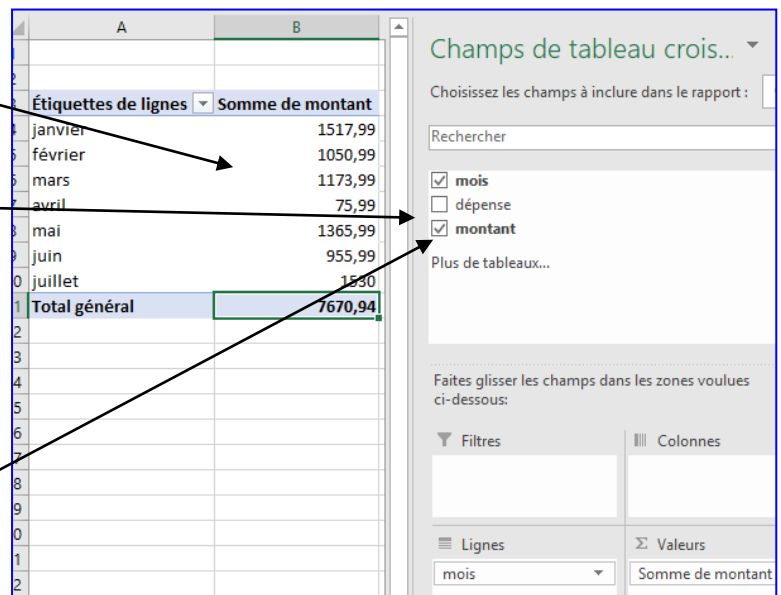 A B
Étiquettes de lignes Somme de montant
janvier 1517,99
février 1050,99
mars 1173,99
avril 75,99
mai 1365,99
juin 955,99
juillet 1530
Total général 7670,94
Champs de tableau crois...
Choisissez les champs à inclure dans le rapport :
Rechercher
mois
dépense
montant
Plus de tableaux...
Faites glisser les champs dans les zones voulues
ci-dessous:
Filtres Colonnes
Lignes Σ Valeurs
mois Somme de montant